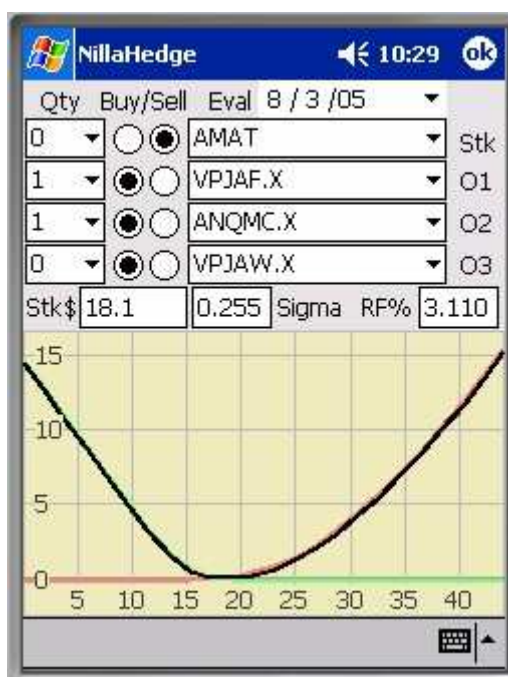 NillaHedge 10:29 ok
Qty Buy/Sell Eval 8 / 3 /05
0 AMAT Stk
1 VPJAF.X O1
1 ANQMC.X O2
0 VPJAW.X O3
Stk$ 18.1 0.255 Sigma RF% 3.110
15
10
5
0
5 10 15 20 25 30 35 40